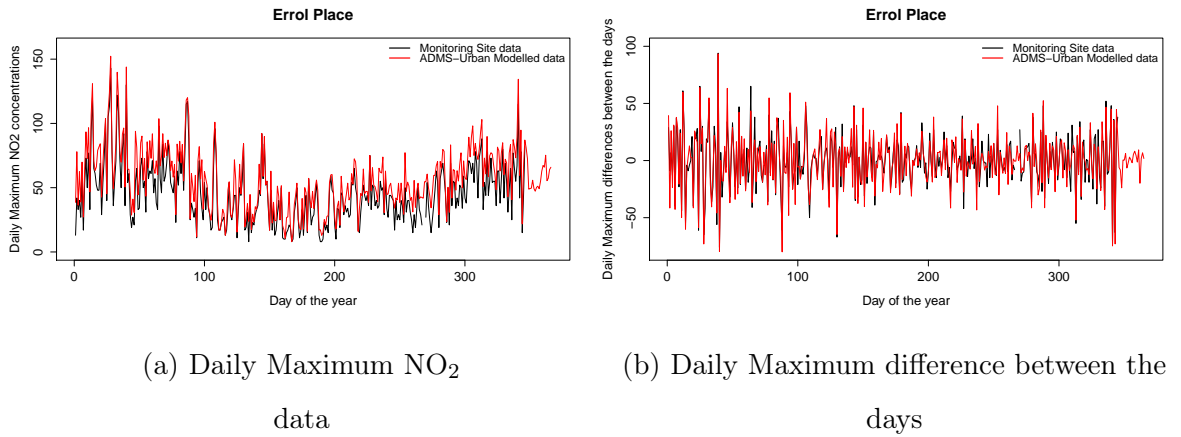 Errol Place
Daily Maximum NO2 concentrations
150
100
50
0
Monitoring Site data
ADMS−Urban Modelled data
0
100
200
300
Day of the year
(a) Daily Maximum NO₂
data
Errol Place
Daily Maximum differences between the days
100
50
0
−50
Monitoring Site data
ADMS−Urban Modelled data
0
100
200
300
Day of the year
(b) Daily Maximum difference between the
days